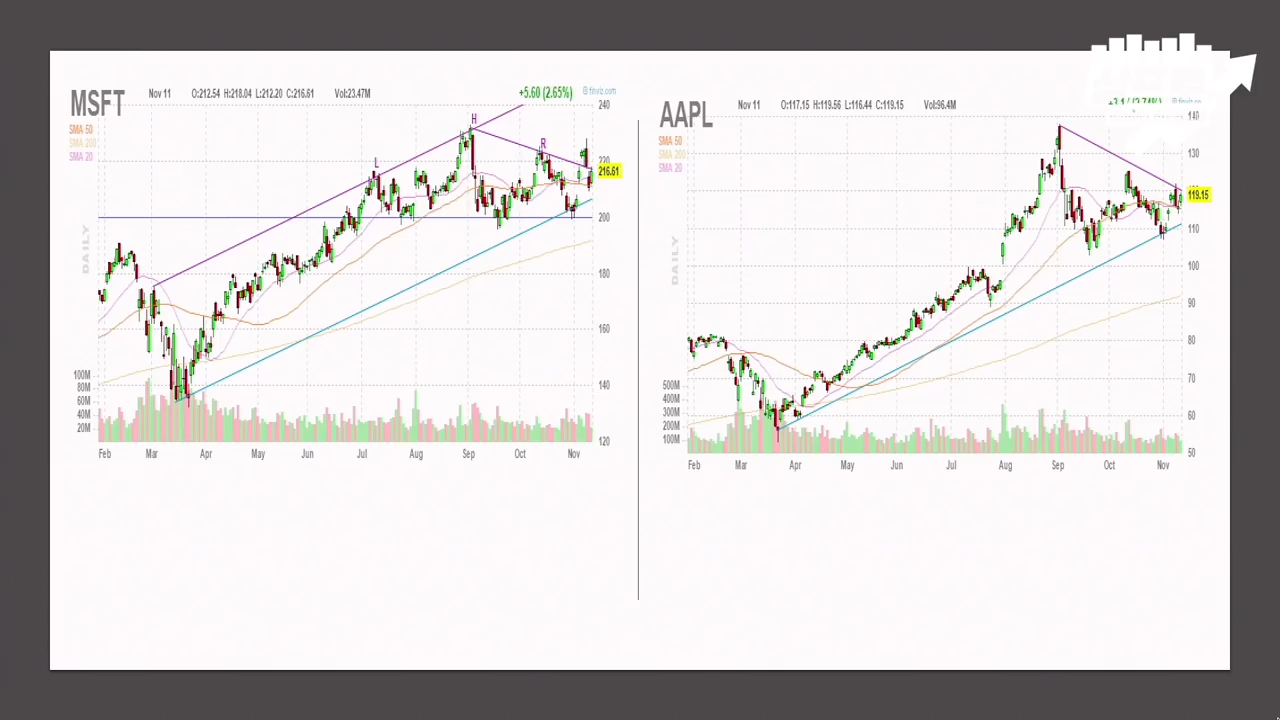 MSFT Nov 11 O:212.54 H:218.04 L:212.20 C:216.61 Vol:23.47M +5.60 (2.65%) © finviz.com
SMA 50
SMA 200
SMA 20
H
L
R
240
220
216.61
200
180
160
140
120
DAILY
100M
80M
60M
40M
20M
Feb Mar Apr May Jun Jul Aug Sep Oct Nov
AAPL Nov 11 O:117.15 H:119.56 L:116.44 C:119.15 Vol:96.4M
SMA 50
SMA 200
SMA 20
140
130
119.15
110
100
90
80
70
60
50
DAILY
500M
400M
300M
200M
100M
Feb Mar Apr May Jun Jul Aug Sep Oct Nov